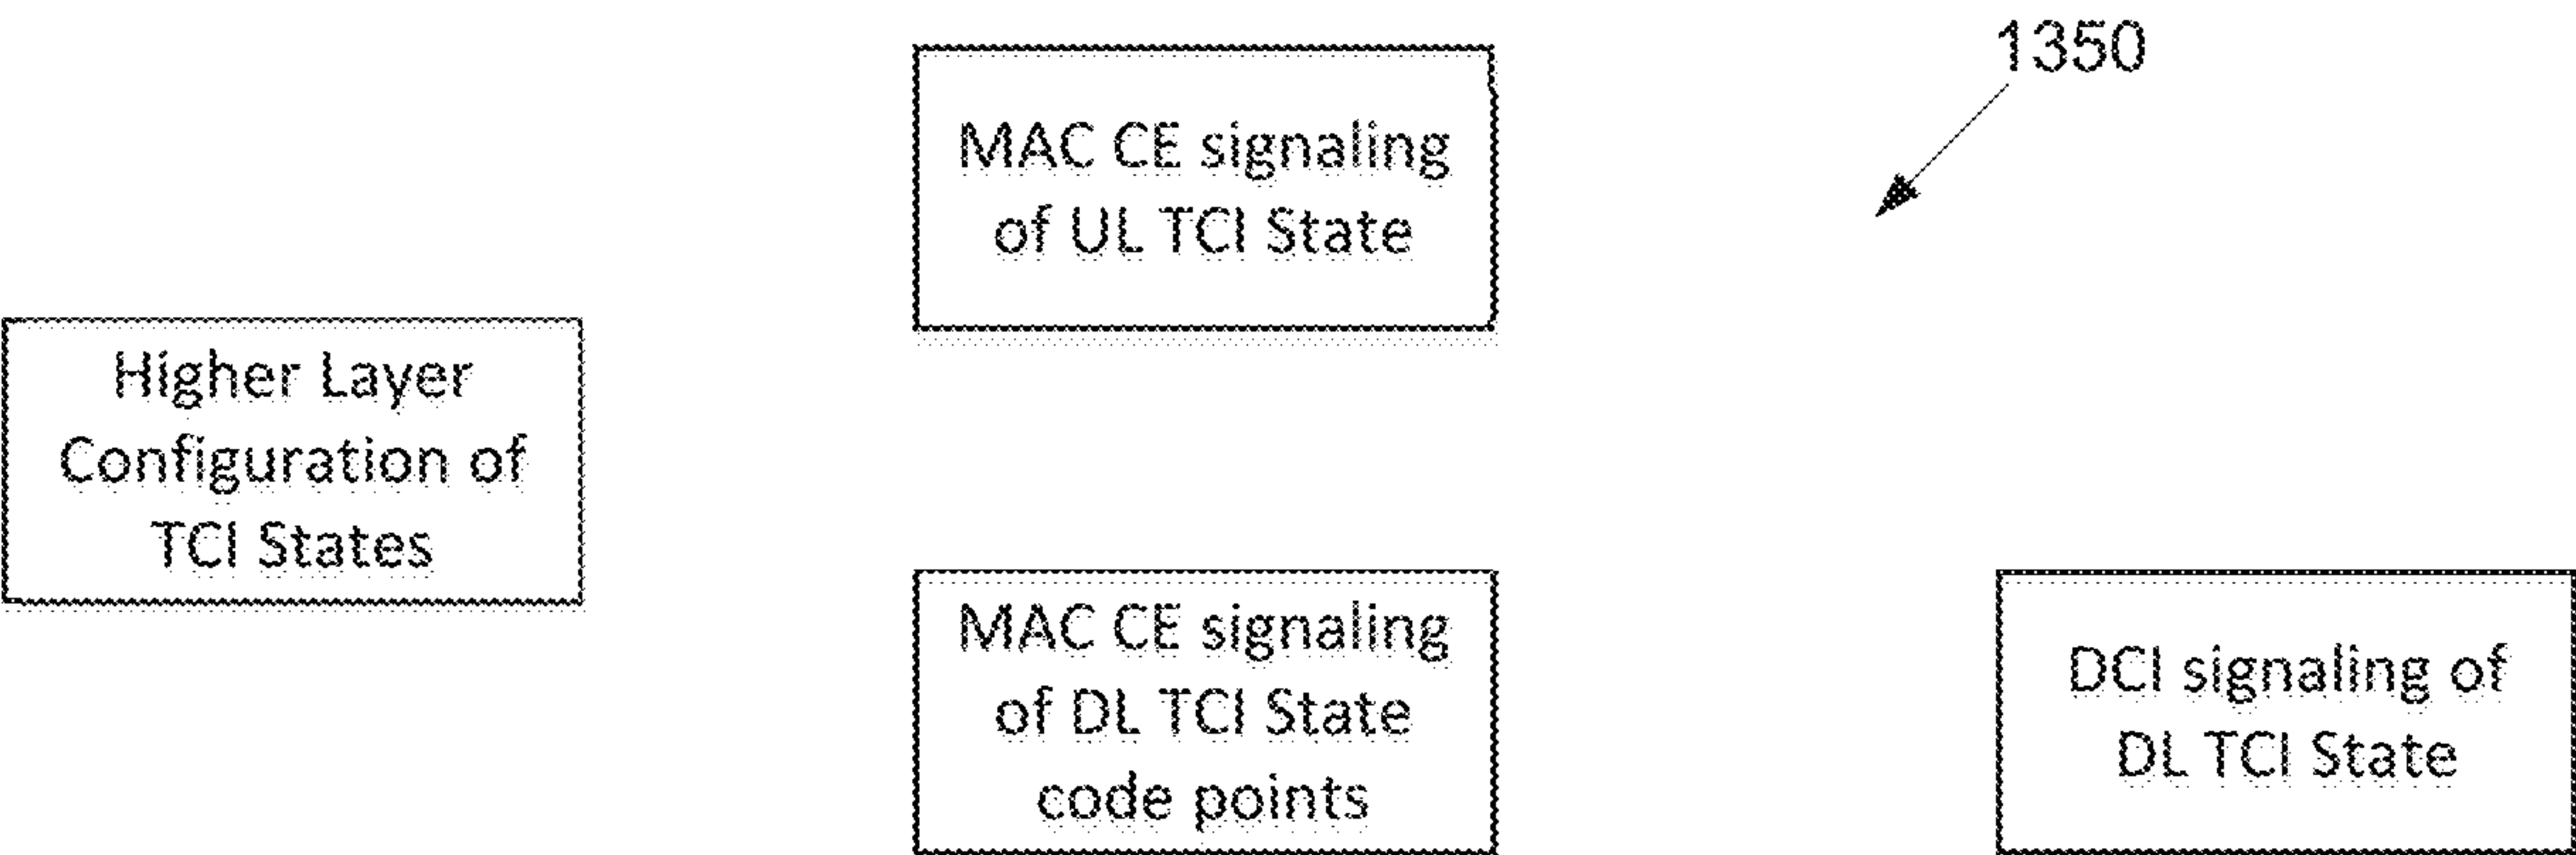 1350
MAC CE signaling
of UL TCI State
Higher Layer
Configuration of
TCI States
MAC CE signaling
of DL TCI State
code points
DCI signaling of
DL TCI State